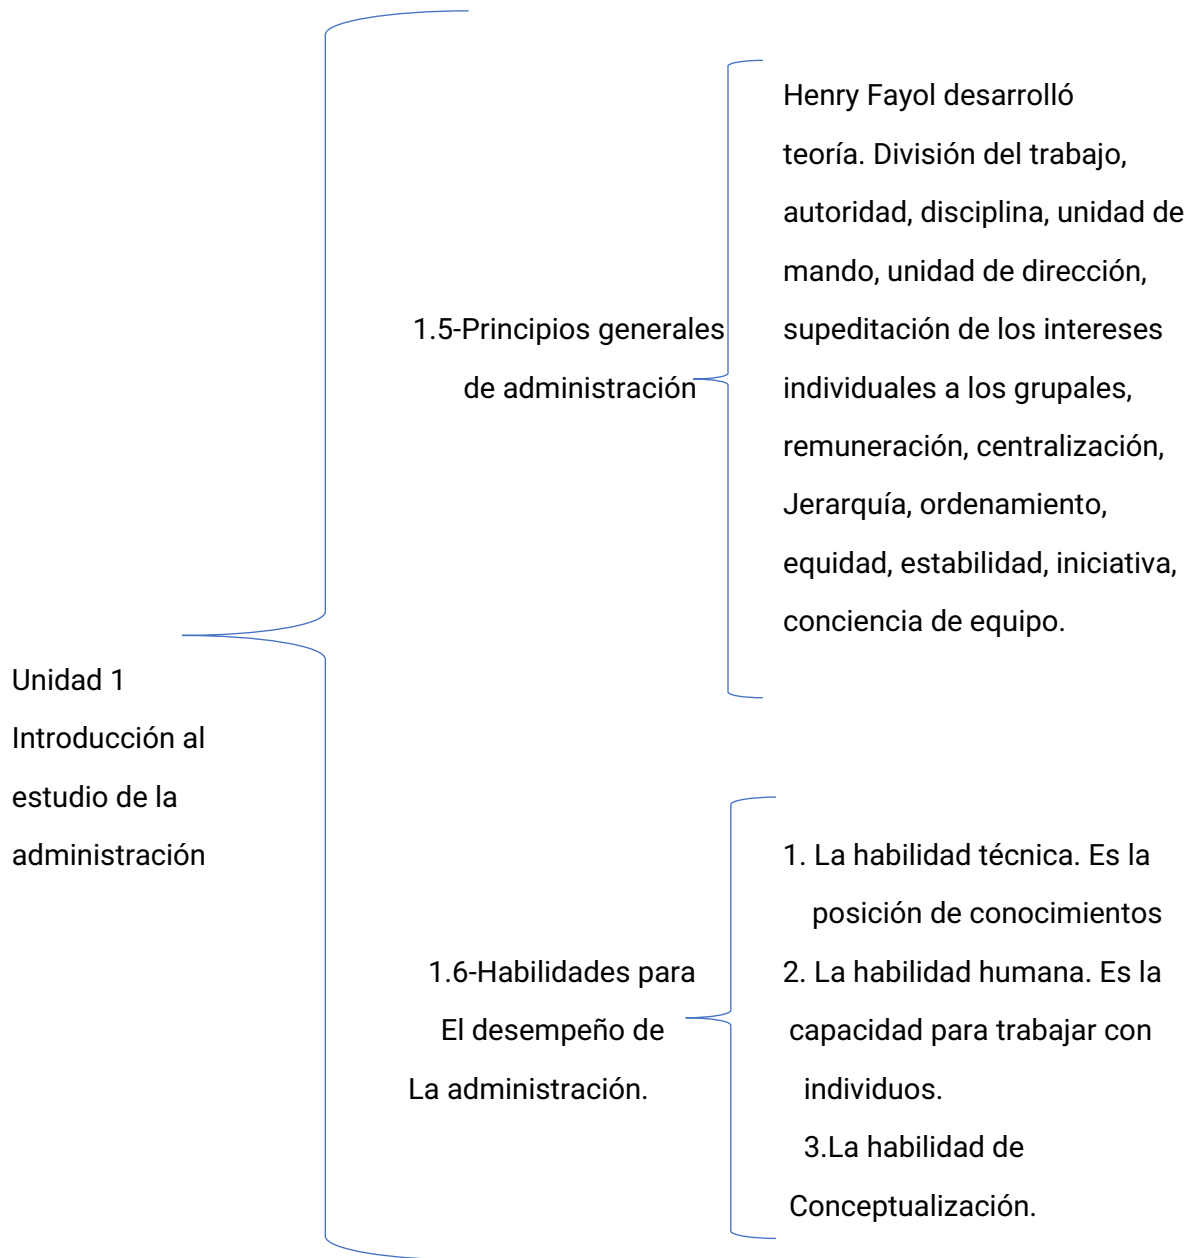 Unidad 1
Introducción al
estudio de la
administración
1.5-Principios generales
de administración
Henry Fayol desarrolló
teoría. División del trabajo,
autoridad, disciplina, unidad de
mando, unidad de dirección,
supeditación de los intereses
individuales a los grupales,
remuneración, centralización,
Jerarquía, ordenamiento,
equidad, estabilidad, iniciativa,
conciencia de equipo.
1.6-Habilidades para
El desempeño de
La administración.
1. La habilidad técnica. Es la
posición de conocimientos
2. La habilidad humana. Es la
capacidad para trabajar con
individuos.
3.La habilidad de
Conceptualización.